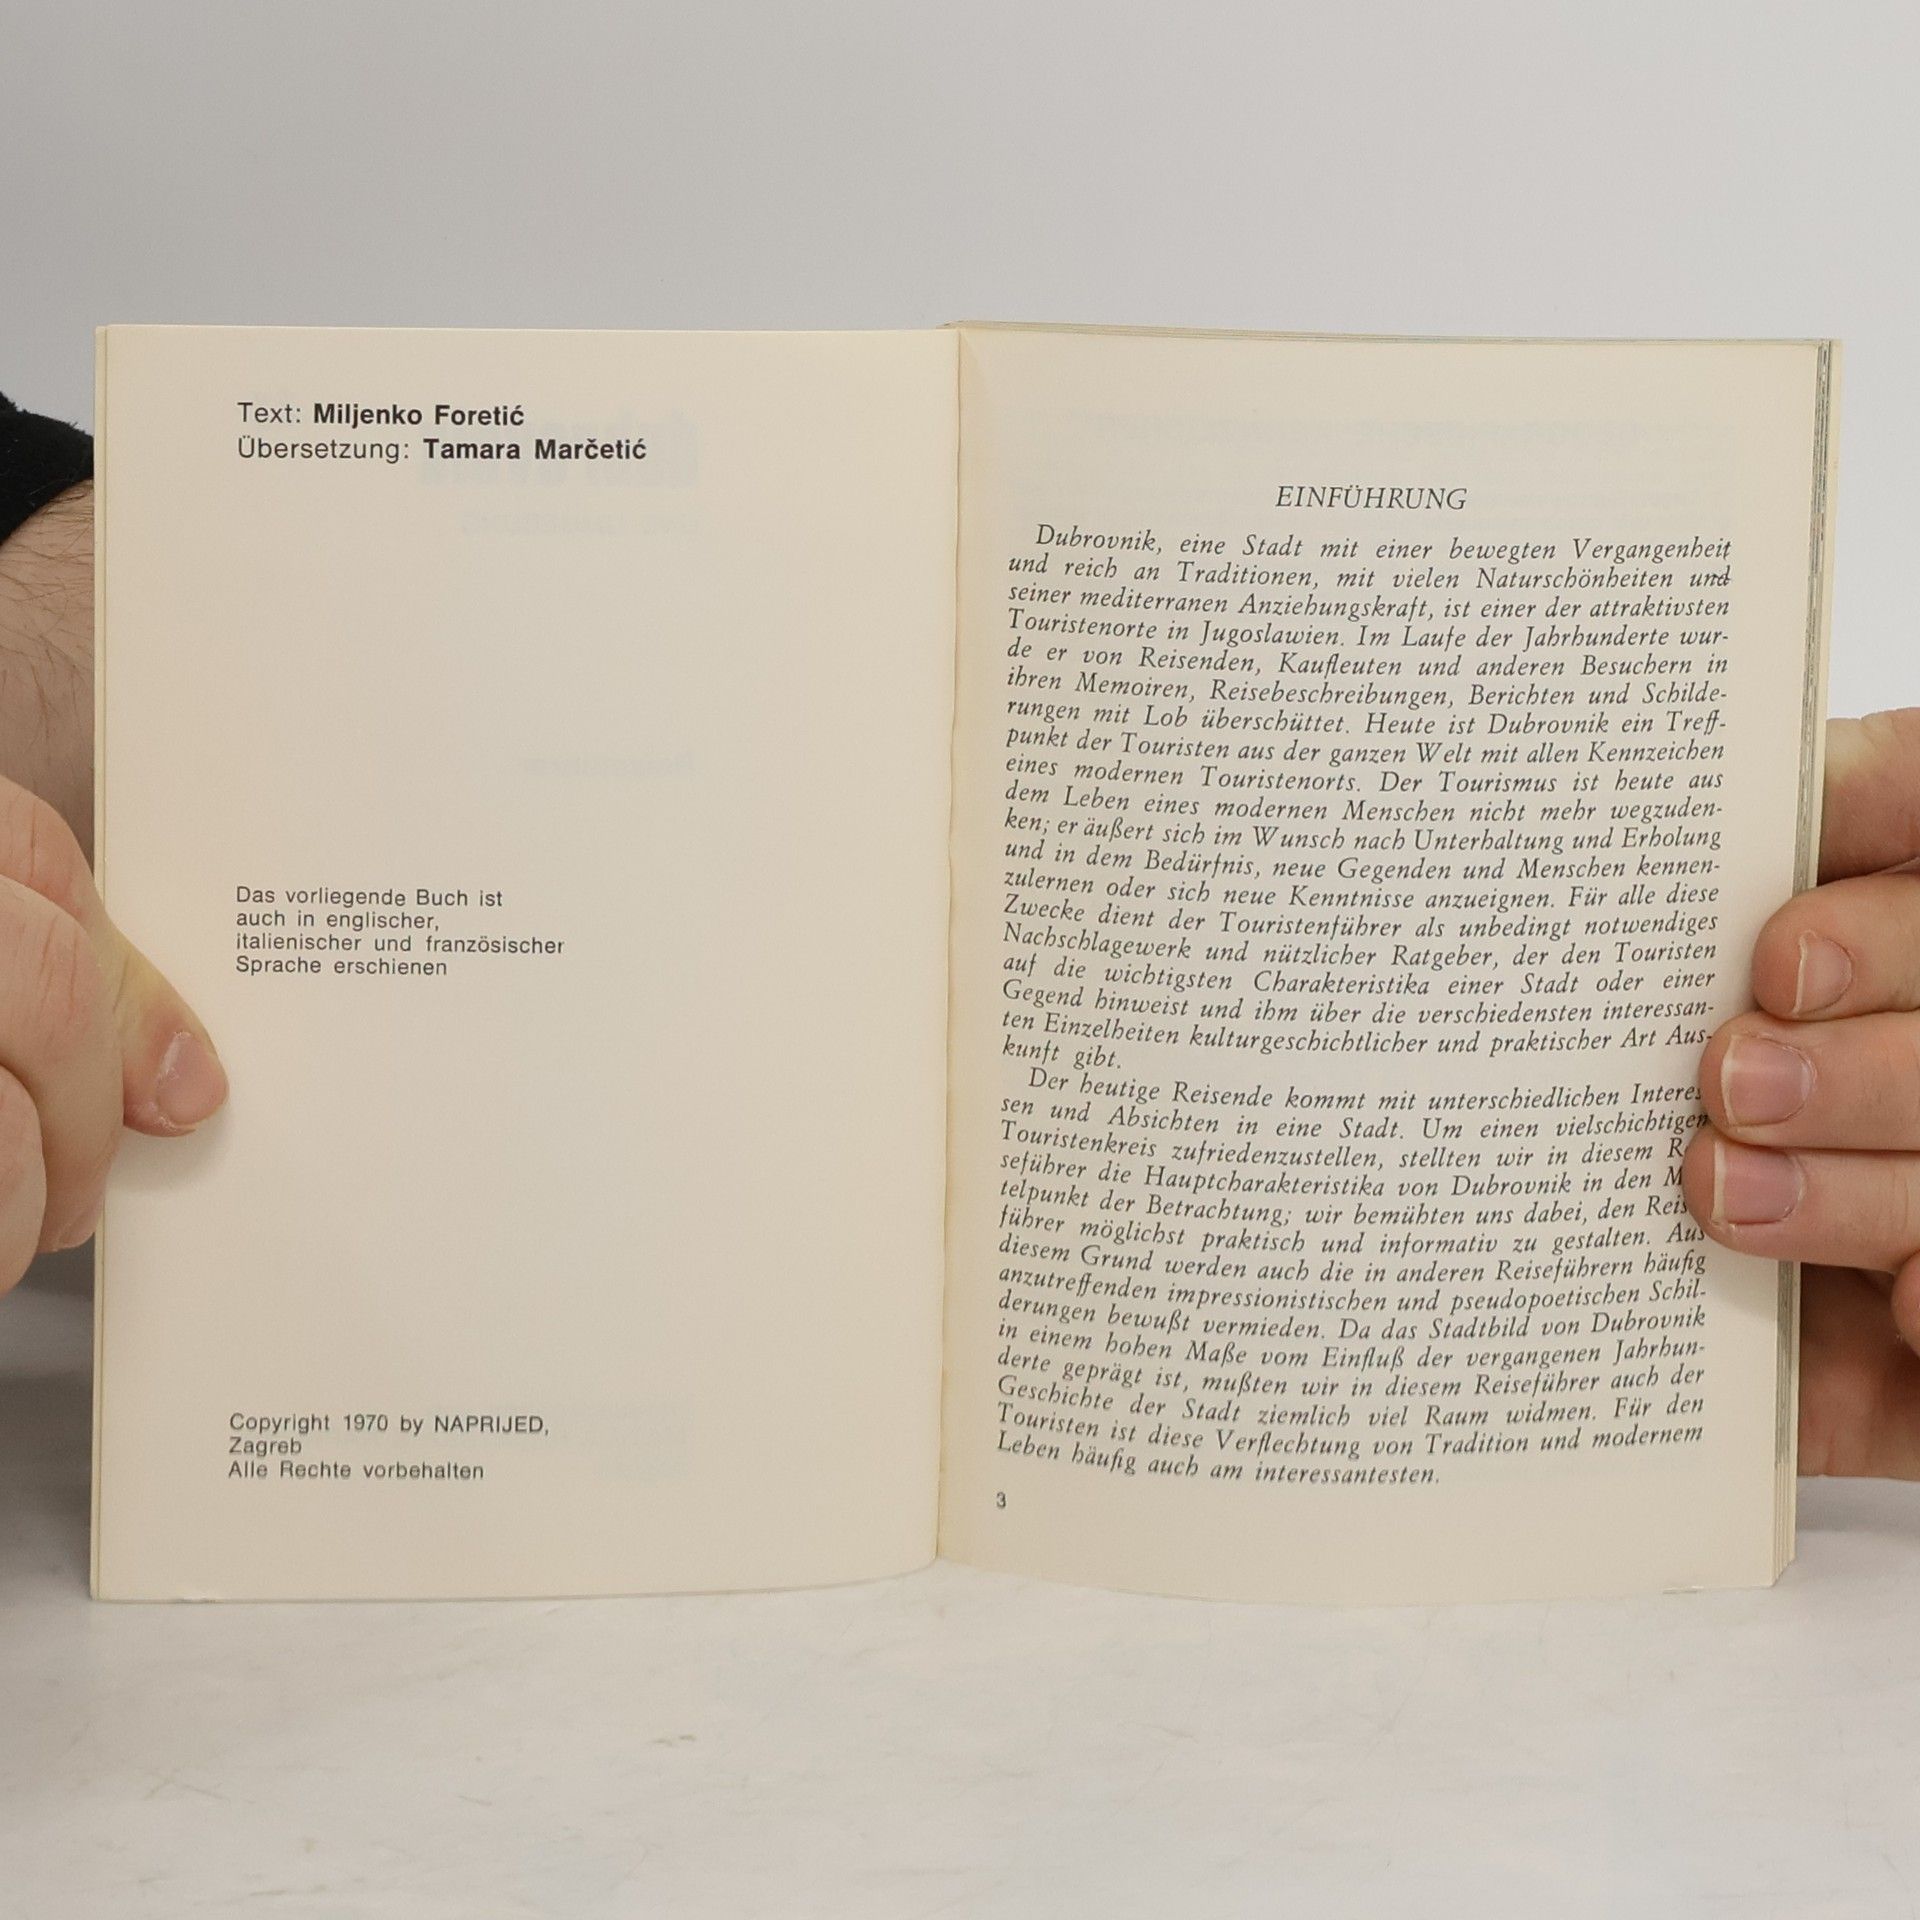 Text: Miljenko Foretić
Übersetzung: Tamara Marčetić
Das vorliegende Buch ist
auch in englischer,
italienischer und französischer
Sprache erschienen
Copyright 1970 by NAPRIJED,
Zagreb
Alle Rechte vorbehalten
EINFÜHRUNG
Dubrovnik, eine Stadt mit einer bewegten Vergangenheit
und reich an Traditionen, mit vielen Naturschönheiten und
seiner mediterranen Anziehungskraft, ist einer der attraktivsten
Touristenorte in Jugoslawien. Im Laufe der Jahrhunderte wur-
de er von Reisenden, Kaufleuten und anderen Besuchern in
ihren Memoiren, Reisebeschreibungen, Berichten und Schilde-
rungen mit Lob überschüttet. Heute ist Dubrovnik ein Treff-
punkt der Touristen aus der ganzen Welt mit allen Kennzeichen
eines modernen Touristenorts. Der Tourismus ist heute aus
dem Leben eines modernen Menschen nicht mehr wegzuden-
ken; er äußert sich im Wunsch nach Unterhaltung und Erholung
und in dem Bedürfnis, neue Gegenden und Menschen kennen-
zulernen oder sich neue Kenntnisse anzueignen. Für alle diese
Zwecke dient der Touristenführer als unbedingt notwendiges
Nachschlagewerk und nützlicher Ratgeber, der den Touristen
auf die wichtigsten Charakteristika einer Stadt oder einer
Gegend hinweist und ihm über die verschiedensten interessan-
ten Einzelheiten kulturgeschichtlicher und praktischer Art Aus-
kunft gibt.
Der heutige Reisende kommt mit unterschiedlichen Interes
sen und Absichten in eine Stadt. Um einen vielschichtigen
Touristenkreis zufriedenzustellen, stellten wir in diesem R
seführer die Hauptcharakteristika von Dubrovnik in den M
telpunkt der Betrachtung; wir bemühten uns dabei, den Reis
führer möglichst praktisch und informativ zu gestalten. Aus
diesem Grund werden auch die in anderen Reiseführern häufig
anzutreffenden impressionistischen und pseudopoetischen Schil-
derungen bewußt vermieden. Da das Stadtbild von Dubrovnik
in einem hohen Maße vom Einfluß der vergangenen Jahrhun-
derte geprägt ist, mußten wir in diesem Reiseführer auch der
Geschichte der Stadt ziemlich viel Raum widmen. Für den
Touristen ist diese Verflechtung von Tradition und modernem
Leben häufig auch am interessantesten.
3